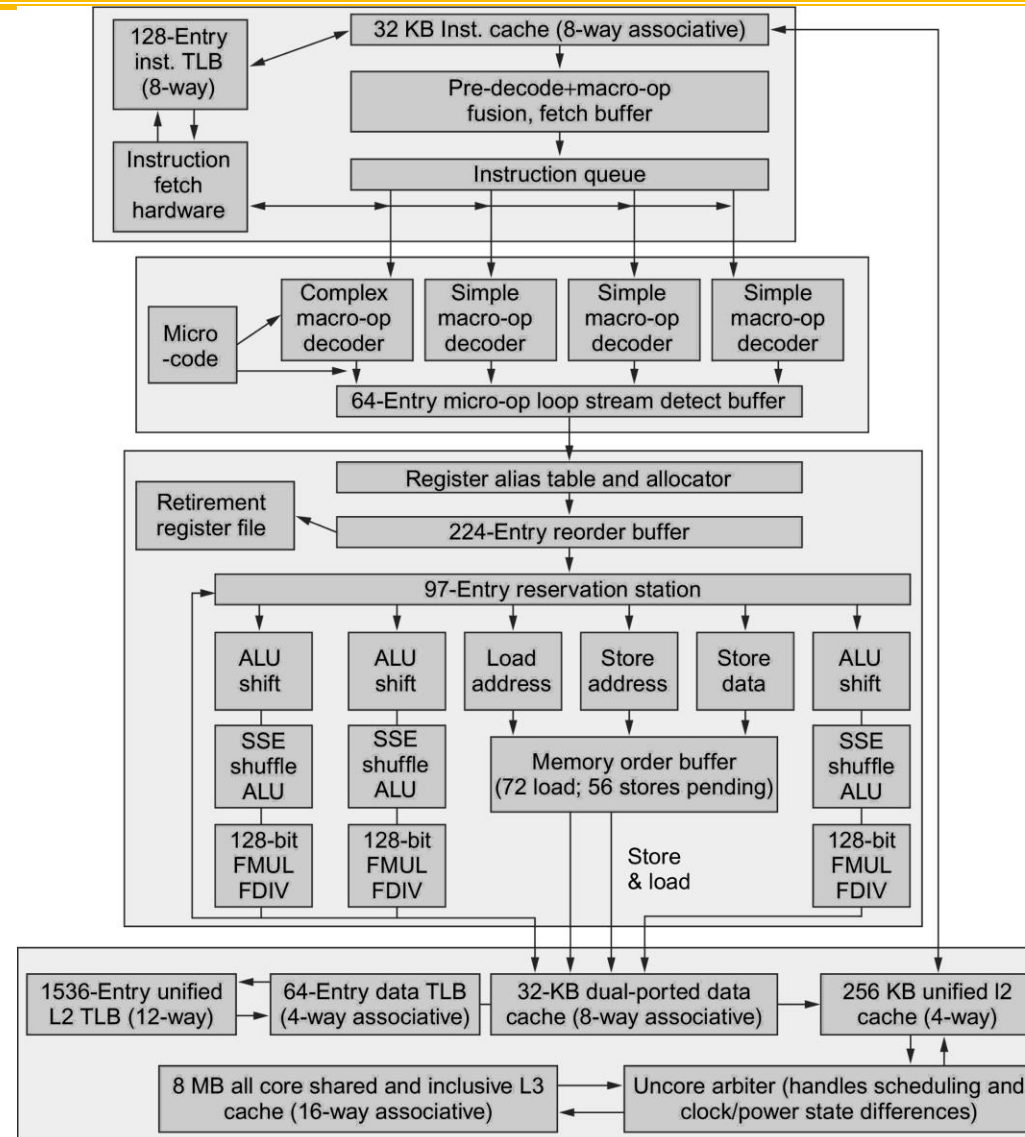 128-Entry
inst. TLB
(8-way)
32 KB Inst. cache (8-way associative)
Pre-decode+macro-op
fusion, fetch buffer
Instruction
fetch
hardware
Instruction queue
Micro
-code
Complex
macro-op
decoder
Simple
macro-op
decoder
Simple
macro-op
decoder
Simple
macro-op
decoder
64-Entry micro-op loop stream detect buffer
Register alias table and allocator
Retirement
register file
224-Entry reorder buffer
97-Entry reservation station
ALU
shift
ALU
shift
Load
address
Store
address
Store
data
ALU
shift
SSE
shuffle
ALU
SSE
shuffle
ALU
Memory order buffer
(72 load; 56 stores pending)
SSE
shuffle
ALU
128-bit
FMUL
FDIV
128-bit
FMUL
FDIV
Store
& load
128-bit
FMUL
FDIV
1536-Entry unified
L2 TLB (12-way)
64-Entry data TLB
(4-way associative)
32-KB dual-ported data
cache (8-way associative)
256 KB unified l2
cache (4-way)
8 MB all core shared and inclusive L3
cache (16-way associative)
Uncore arbiter (handles scheduling and
clock/power state differences)